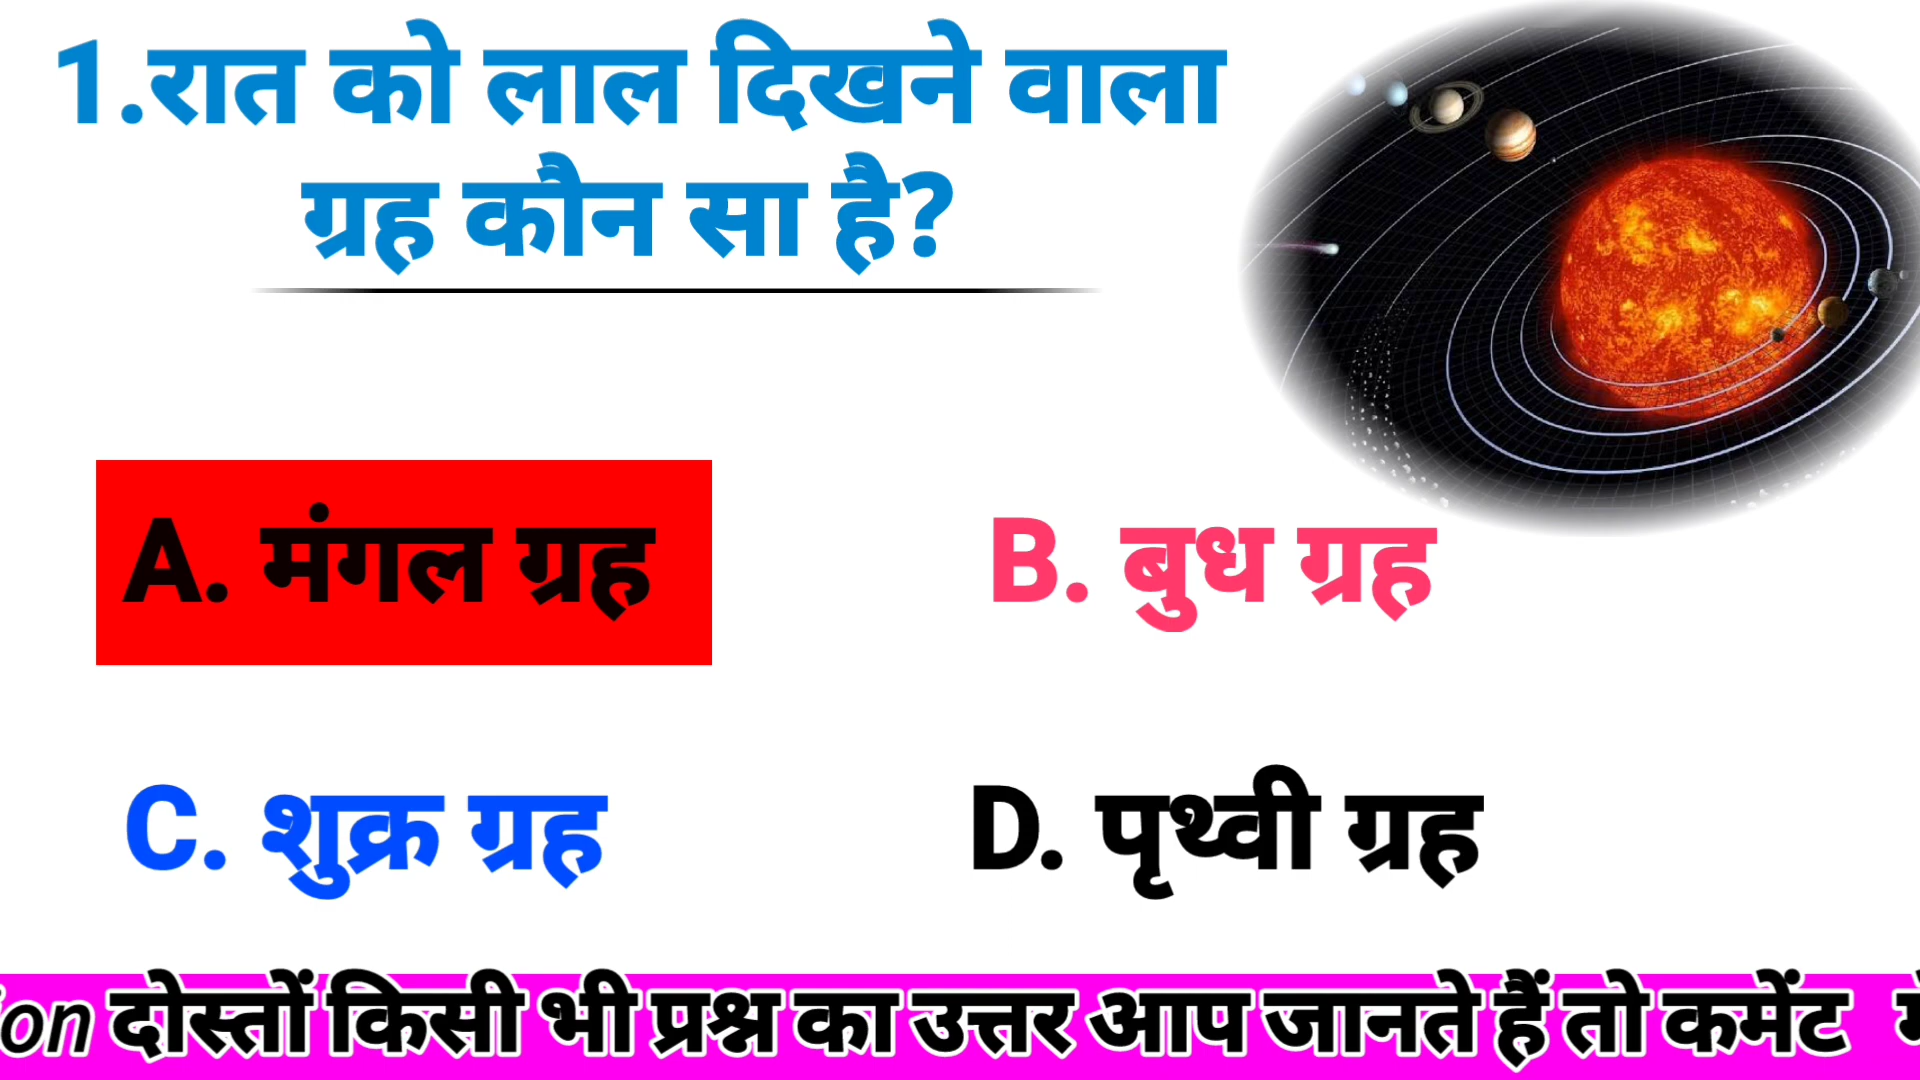 1.रात को लाल दिखने वाला
ग्रह कौन सा है?
A. मंगल ग्रह
B. बुध ग्रह
C. शुक्र ग्रह
D. पृथ्वी ग्रह
on दोस्तों किसी भी प्रश्न का उत्तर आप जानते हैं तो कमेंट